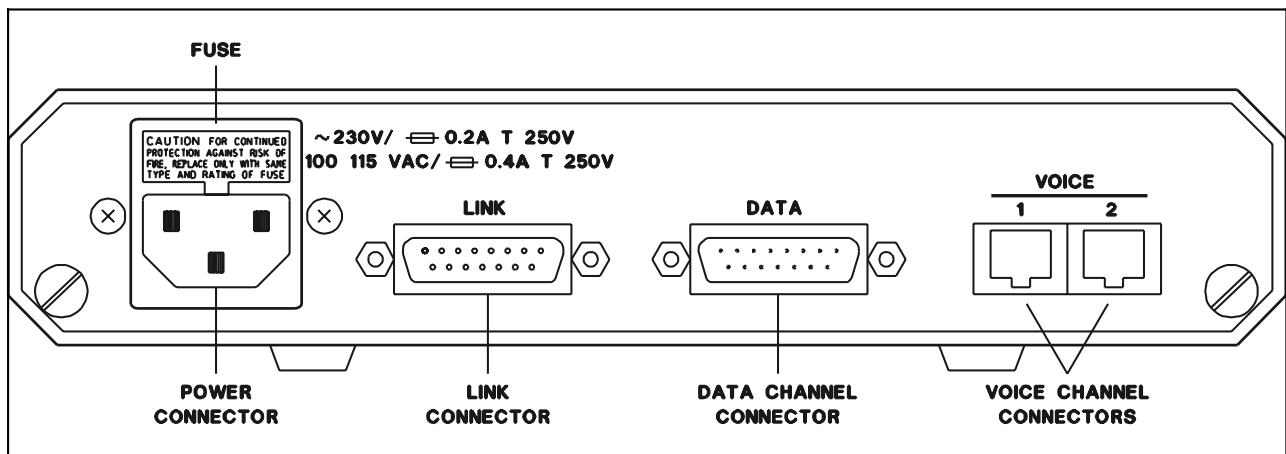 FUSE
CAUTION FOR CONTINUED
PROTECTION AGAINST RISK OF
FIRE, REPLACE ONLY WITH SAME
TYPE AND RATING OF FUSE
~230V/ 0.2A T 250V
100 115 VAC/ 0.4A T 250V
LINK
DATA
VOICE
1 2
POWER
CONNECTOR
LINK
CONNECTOR
DATA CHANNEL
CONNECTOR
VOICE CHANNEL
CONNECTORS